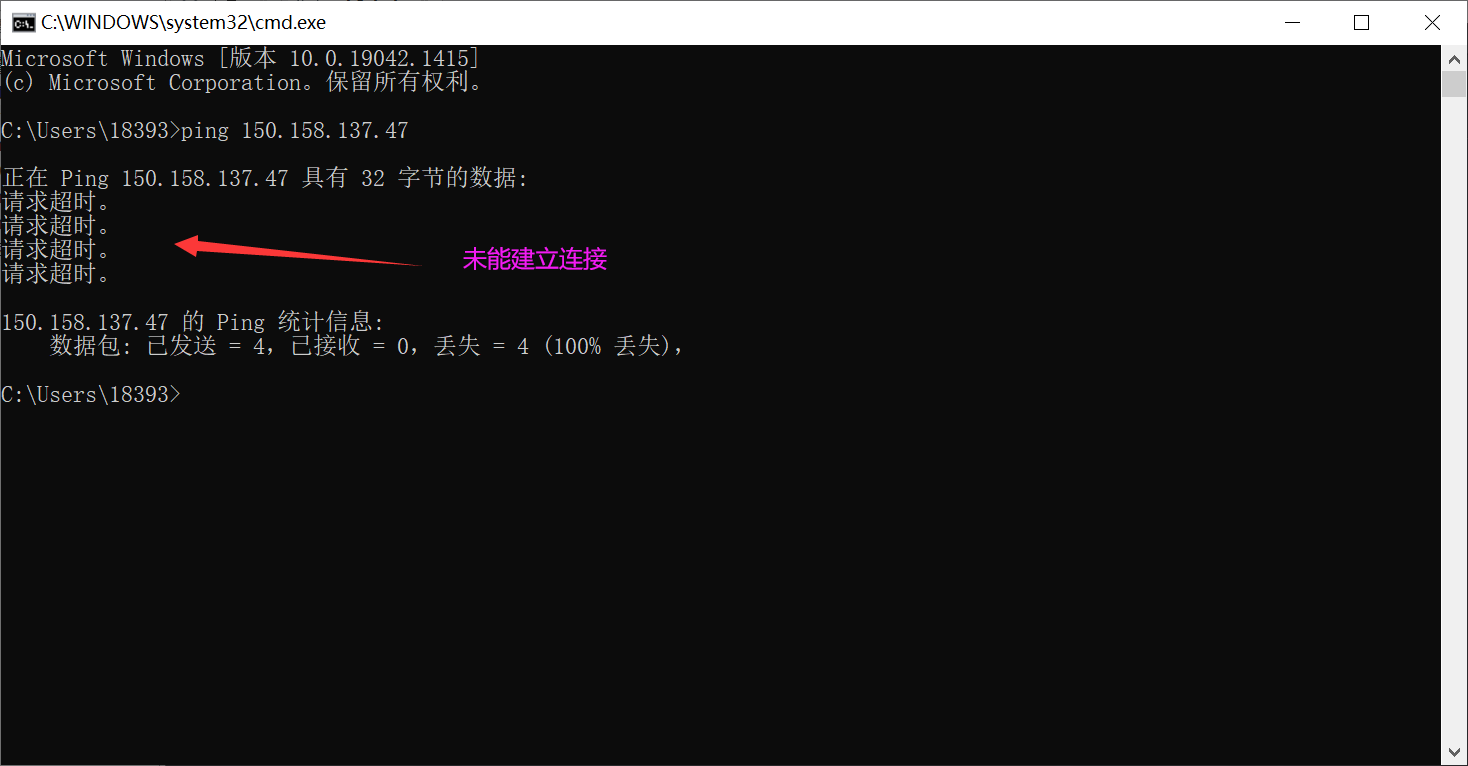 C:\WINDOWS\system32\cmd.exe
Microsoft Windows [版本 10.0.19042.1415]
(c) Microsoft Corporation。保留所有权利。
C:\Users\18393>ping 150.158.137.47
正在 Ping 150.158.137.47 具有 32 字节的数据:
请求超时。
请求超时。
请求超时。
请求超时。
未能建立连接
150.158.137.47 的 Ping 统计信息:
    数据包: 已发送 = 4，已接收 = 0，丢失 = 4 (100% 丢失)，
C:\Users\18393>